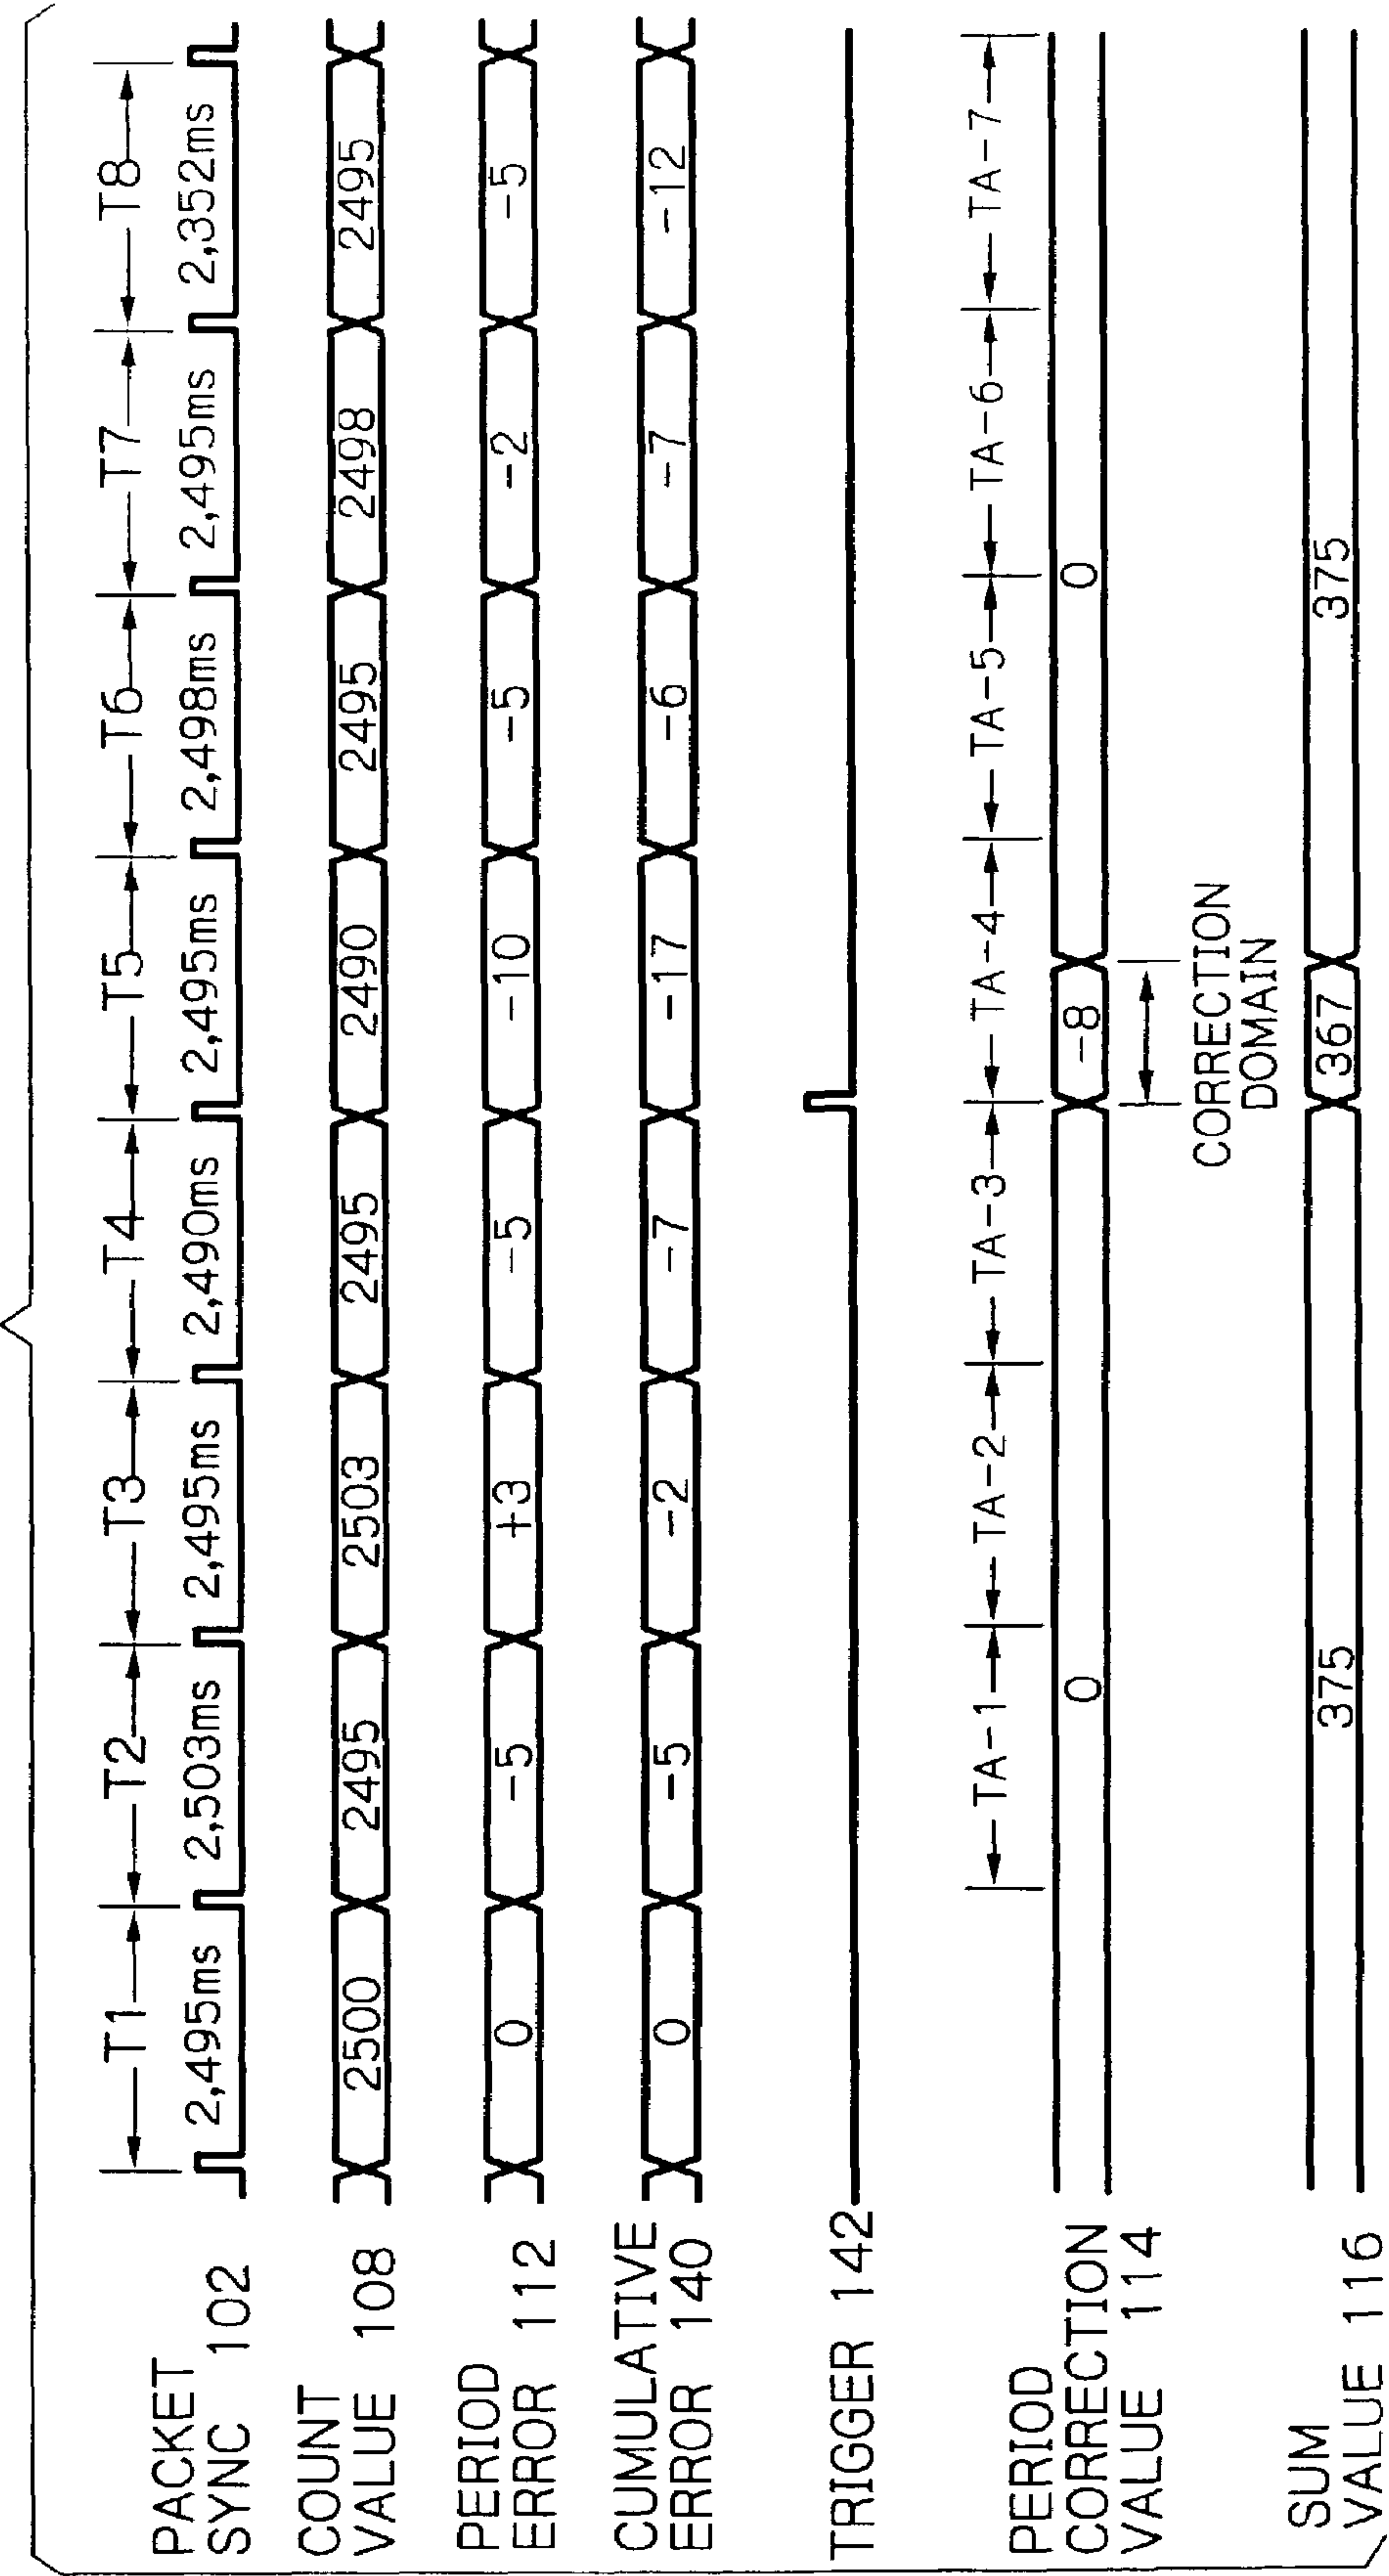 T1 T2 T3 T4 T5 T6 T7 T8
PACKET
SYNC 102
2,495ms 2,503ms 2,495ms 2,490ms 2,495ms 2,498ms 2,495ms 2,352ms
COUNT
VALUE 108
2500 2495 2503 2495 2490 2495 2498 2495
PERIOD
ERROR 112
0 -5 +3 -5 -10 -5 -2 -5
CUMULATIVE
ERROR 140
0 -5 -2 -7 -17 -6 -7 -12
TRIGGER 142
TA-1 TA-2 TA-3 TA-4 TA-5 TA-6 TA-7
PERIOD
CORRECTION
VALUE 114
0 -8 0
CORRECTION
DOMAIN
SUM
VALUE 116
375 367 375